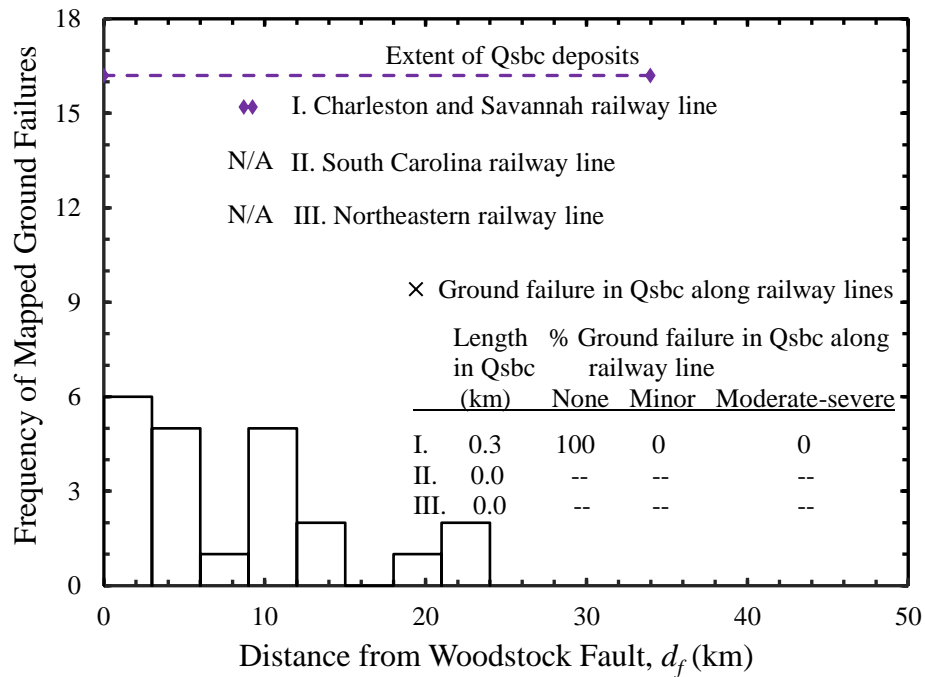 18
15
12
9
6
3
0
Frequency of Mapped Ground Failures
Extent of Qsbc deposits
I. Charleston and Savannah railway line
N/A II. South Carolina railway line
N/A III. Northeastern railway line
× Ground failure in Qsbc along railway lines
Length % Ground failure in Qsbc along
in Qsbc railway line
(km) None Minor Moderate-severe
I. 0.3 100 0 0
II. 0.0 -- -- --
III. 0.0 -- -- --
0 10 20 30 40 50
Distance from Woodstock Fault, df (km)